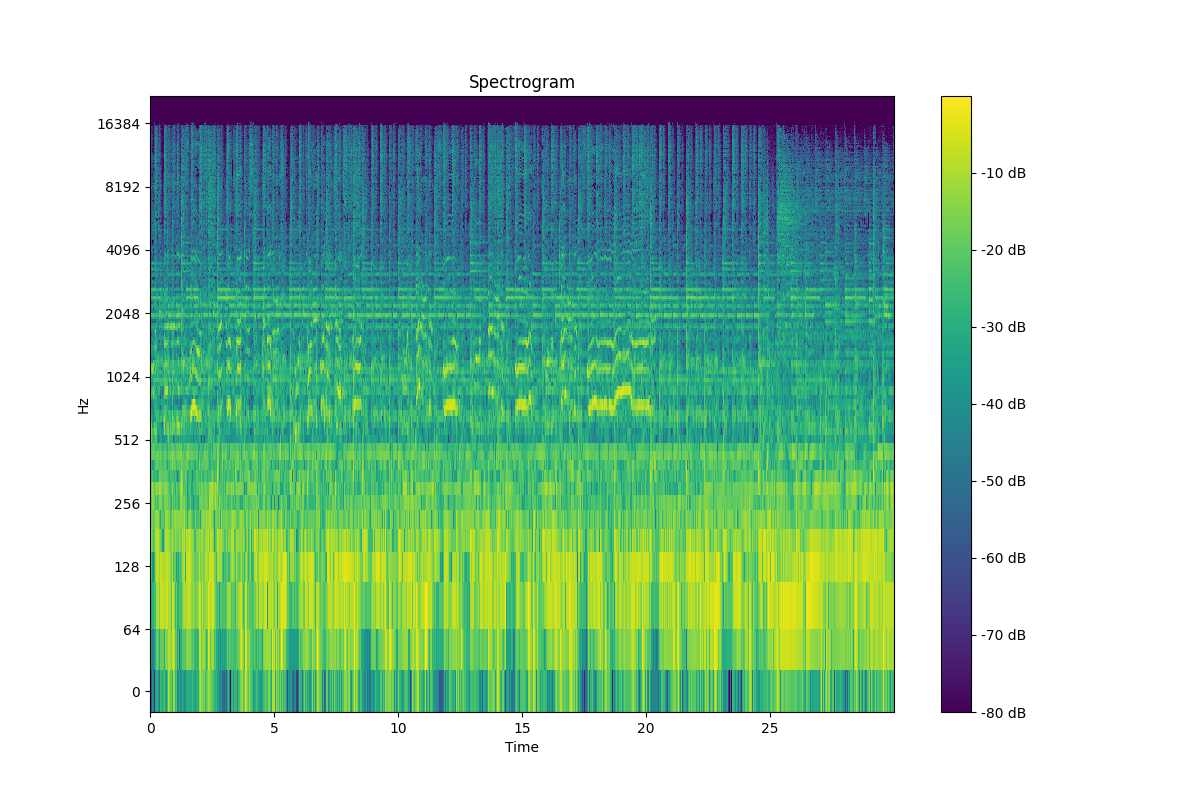 Spectrogram
Hz
16384
8192
4096
2048
1024
512
256
128
64
0
0
5
10
15
20
25
Time
-10 dB
-20 dB
-30 dB
-40 dB
-50 dB
-60 dB
-70 dB
-80 dB